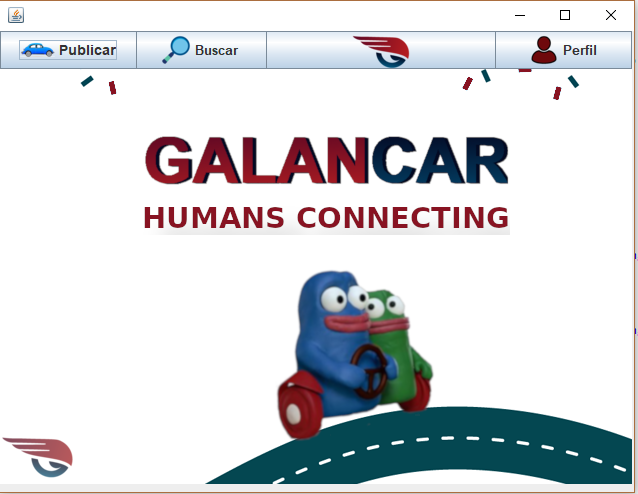 Publicar
Buscar
Perfil
GALANCAR
HUMANS CONNECTING